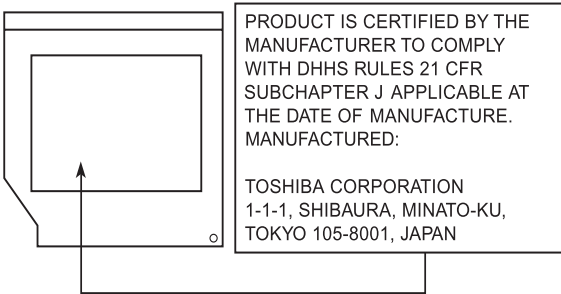 PRODUCT IS CERTIFIED BY THE
MANUFACTURER TO COMPLY
WITH DHHS RULES 21 CFR
SUBCHAPTER J APPLICABLE AT
THE DATE OF MANUFACTURE.
MANUFACTURED:
TOSHIBA CORPORATION
1-1-1, SHIBAURA, MINATO-KU,
TOKYO 105-8001, JAPAN